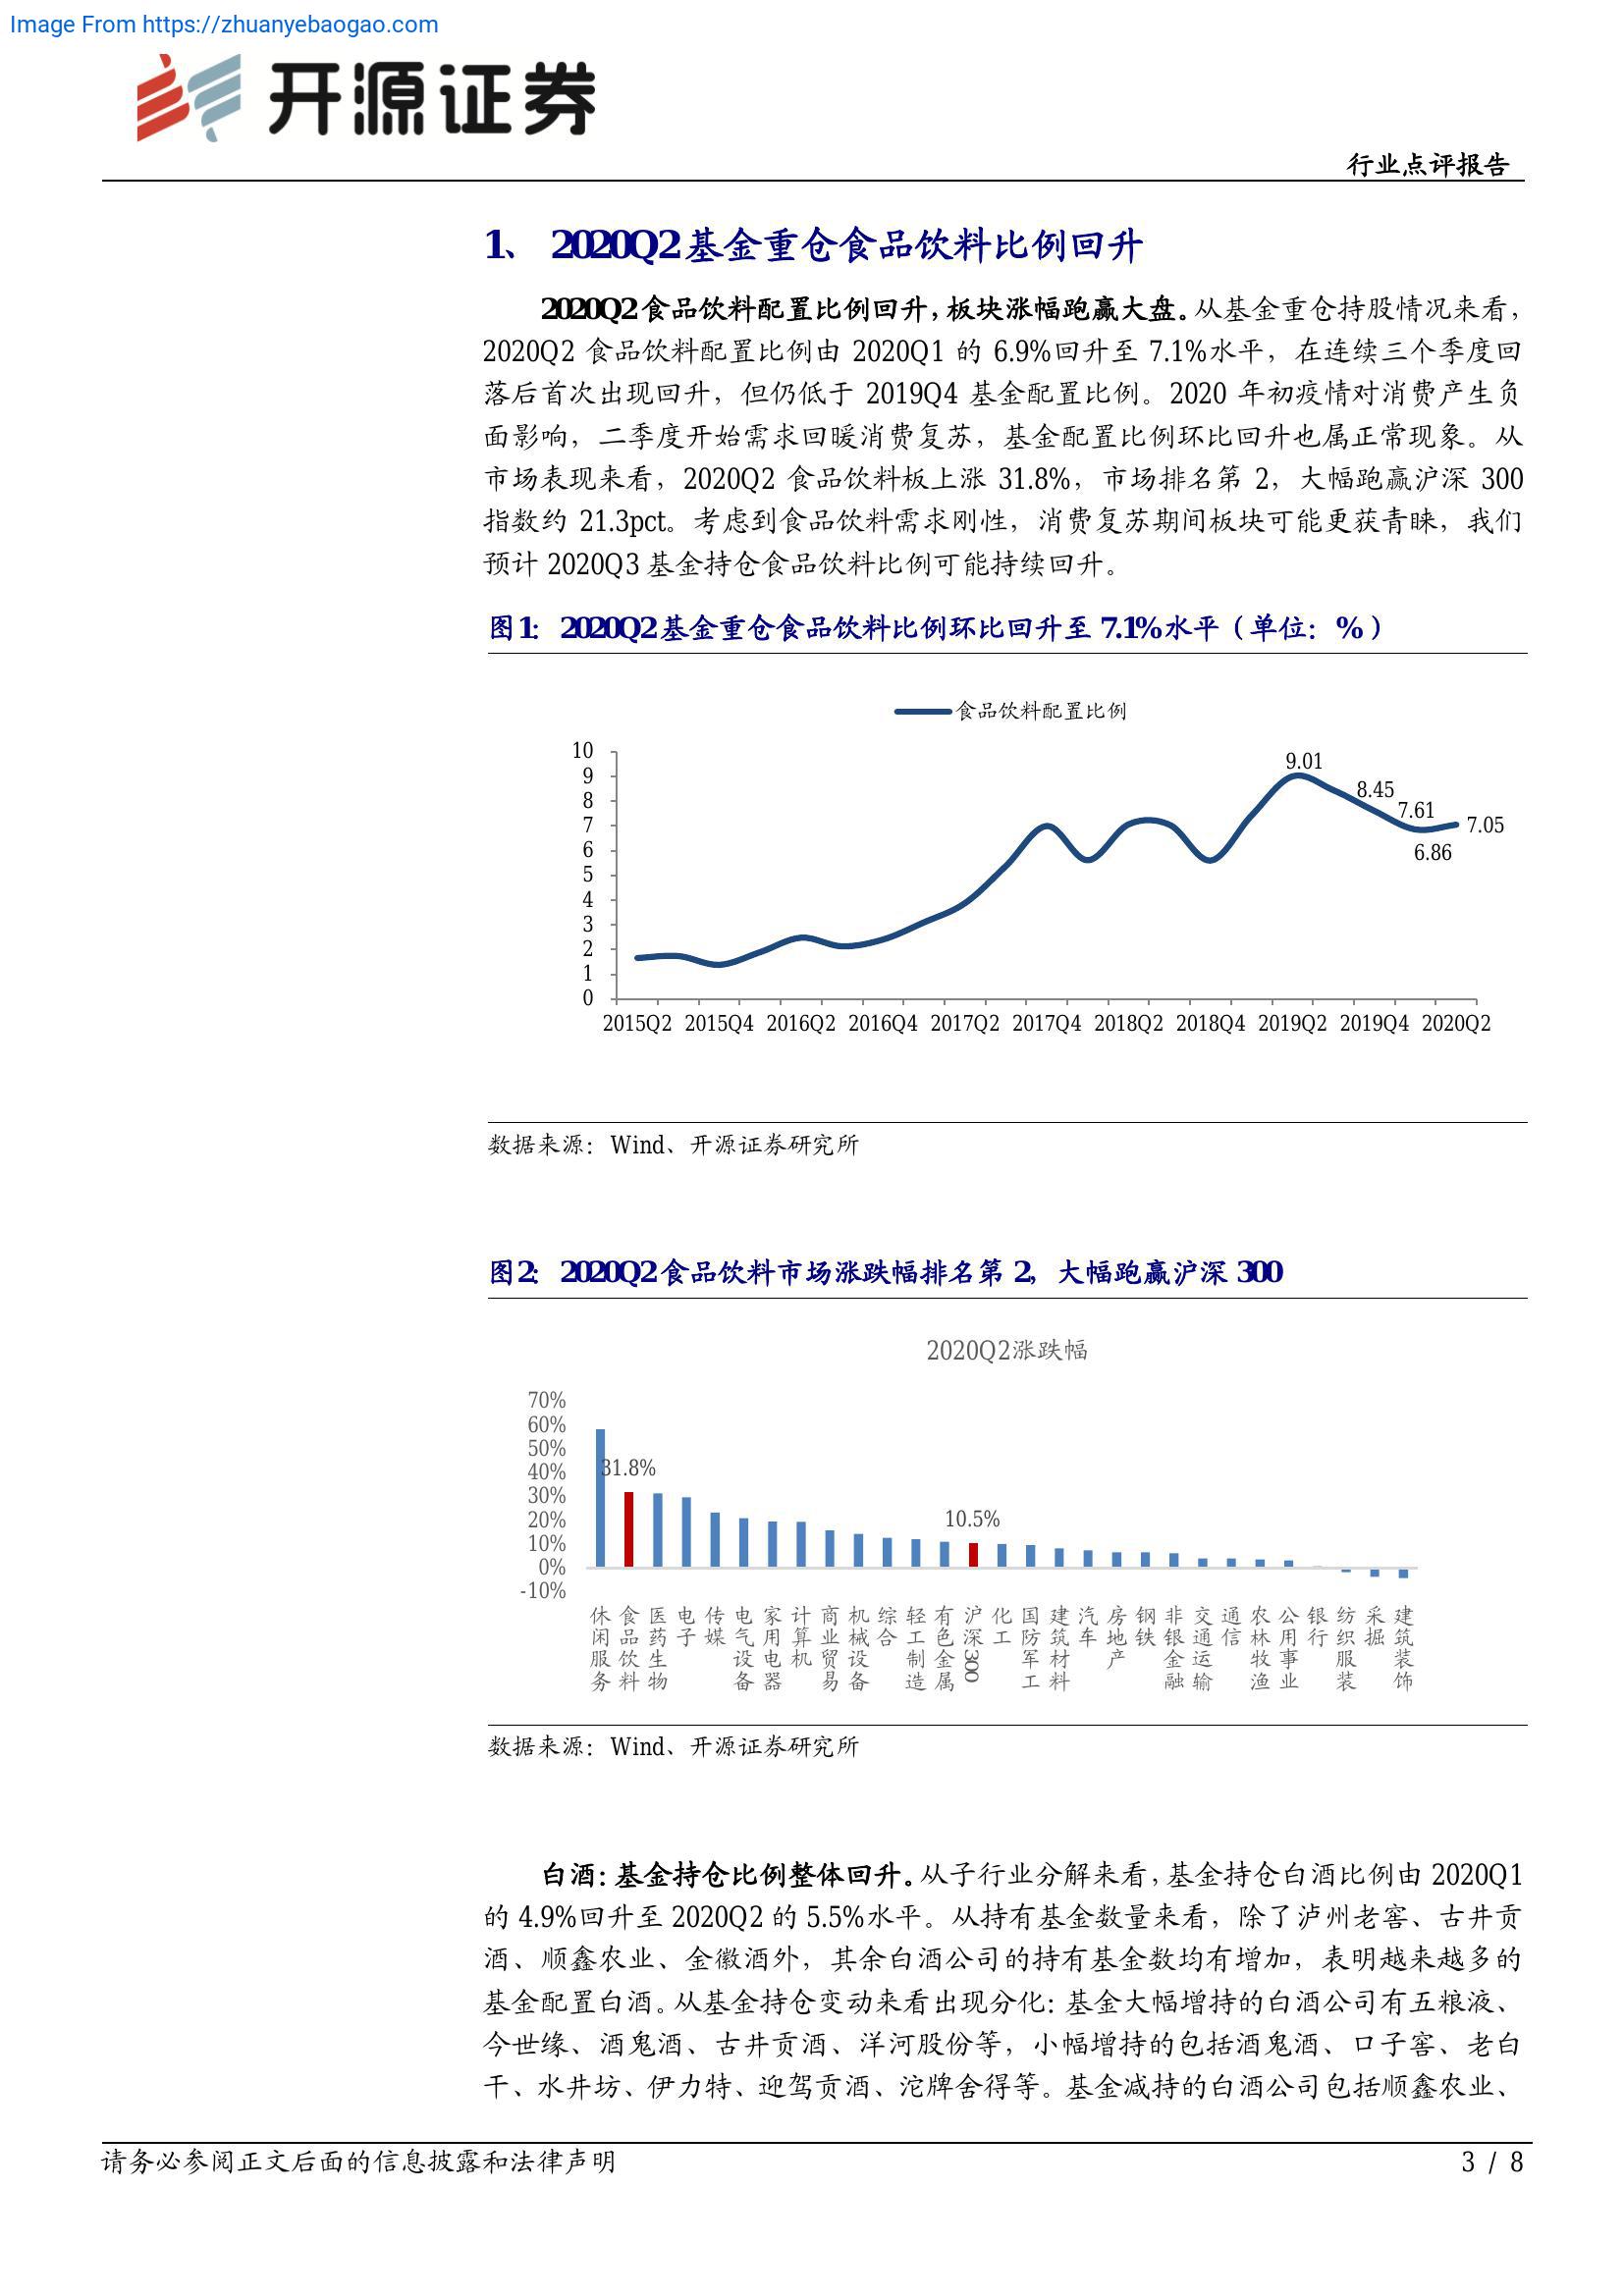 Image From https://zhuanyebaogao.com
开源证券
行业点评报告
1、 2020Q2 基金重仓食品饮料比例回升
2020Q2 食品饮料配置比例回升，板块涨幅跑赢大盘。从基金重仓持股情况来看，
2020Q2 食品饮料配置比例由 2020Q1 的 6.9%回升至 7.1%水平，在连续三个季度回
落后首次出现回升，但仍低于 2019Q4 基金配置比例。2020 年初疫情对消费产生负
面影响，二季度开始需求回暖消费复苏，基金配置比例环比回升也属正常现象。从
市场表现来看，2020Q2 食品饮料板上涨 31.8%，市场排名第 2，大幅跑赢沪深 300
指数约 21.3pct。考虑到食品饮料需求刚性，消费复苏期间板块可能更获青睐，我们
预计 2020Q3 基金持仓食品饮料比例可能持续回升。
图1： 2020Q2 基金重仓食品饮料比例环比回升至 7.1%水平（单位：%）
食品饮料配置比例
10
9
8
7
6
5
4
3
2
1
0
9.01
8.45
7.61
7.05
6.86
2015Q2 2015Q4 2016Q2 2016Q4 2017Q2 2017Q4 2018Q2 2018Q4 2019Q2 2019Q4 2020Q2
数据来源：Wind、开源证券研究所
图2： 2020Q2 食品饮料市场涨跌幅排名第 2，大幅跑赢沪深 300
2020Q2涨跌幅
70%
60%
50%
40%
30%
20%
10%
0%
-10%
31.8%
10.5%
休闲服务
食品饮料
医药生物
电子
传媒
电气设备
家用电器
计算机
商业贸易
机械设备
综合
轻工制造
有色金属
沪深300
化工
国防军工
建筑材料
汽车
房地产
钢铁
非银金融
交通运输
通信
农林牧渔
公用事业
银行
纺织服装
采掘
建筑装饰
数据来源：Wind、开源证券研究所
白酒：基金持仓比例整体回升。从子行业分解来看，基金持仓白酒比例由 2020Q1
的 4.9%回升至 2020Q2 的 5.5%水平。从持有基金数量来看，除了泸州老窖、古井贡
酒、顺鑫农业、金徽酒外，其余白酒公司的持有基金数均有增加，表明越来越多的
基金配置白酒。从基金持仓变动来看出现分化：基金大幅增持的白酒公司有五粮液、
今世缘、酒鬼酒、古井贡酒、洋河股份等，小幅增持的包括酒鬼酒、口子窖、老白
干、水井坊、伊力特、迎驾贡酒、沱牌舍得等。基金减持的白酒公司包括顺鑫农业、
请务必参阅正文后面的信息披露和法律声明
3 / 8